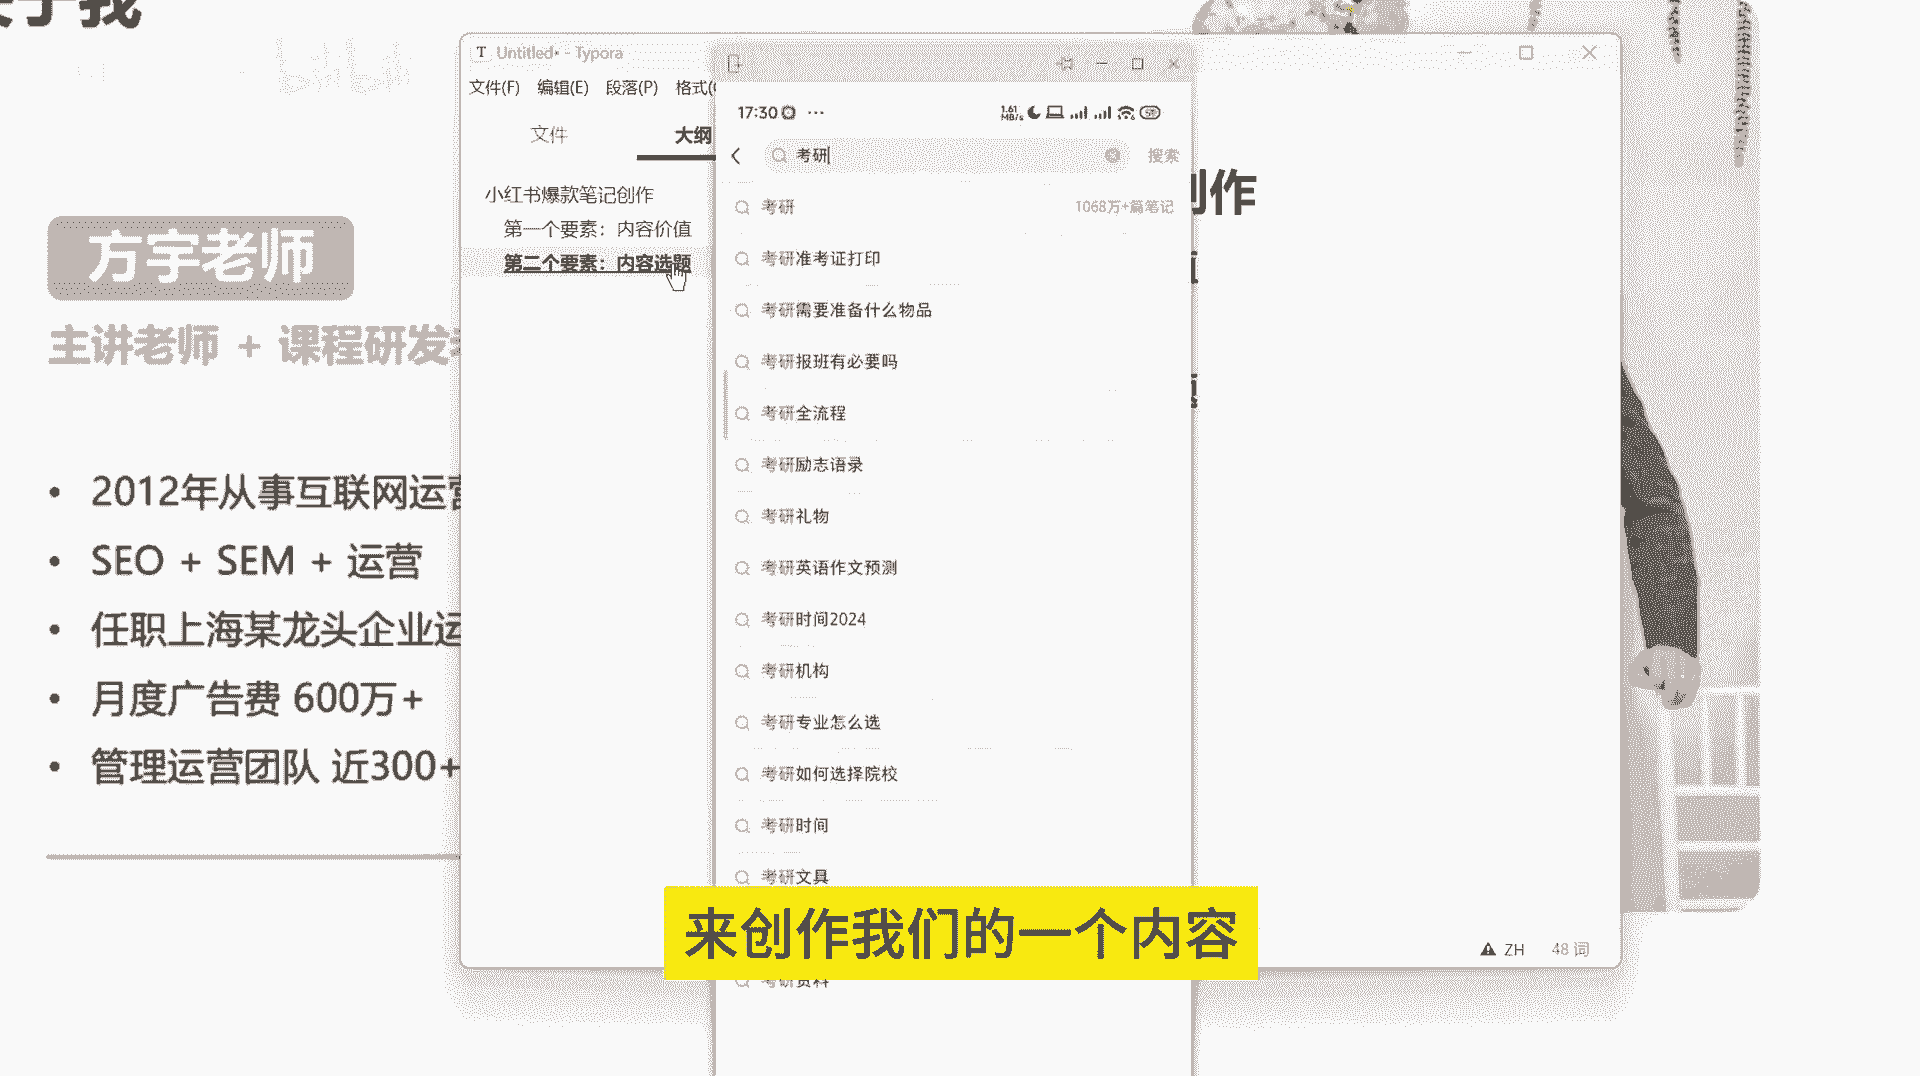 关于我
bilibili
方宇老师
主讲老师 + 课程研发
• 2012年从事互联网运营
• SEO + SEM + 运营
• 任职上海某龙头企业运
• 月度广告费 600万+
• 管理运营团队 近300+
T Untitled• - Typora
文件(F) 编辑(E) 段落(P) 格式(
文件
大纲
小红书爆款笔记创作
第一个要素：内容价值
第二个要素：内容选题
创作
17:30 ···
1.61 MB/s
考研
搜索
考研
1068万+篇笔记
考研准考证打印
考研需要准备什么物品
考研报班有必要吗
考研全流程
考研励志语录
考研礼物
考研英语作文预测
考研时间2024
考研机构
考研专业怎么选
考研如何选择院校
考研时间
考研文具
来创作我们的一个内容
考研资料
ZH
48 词